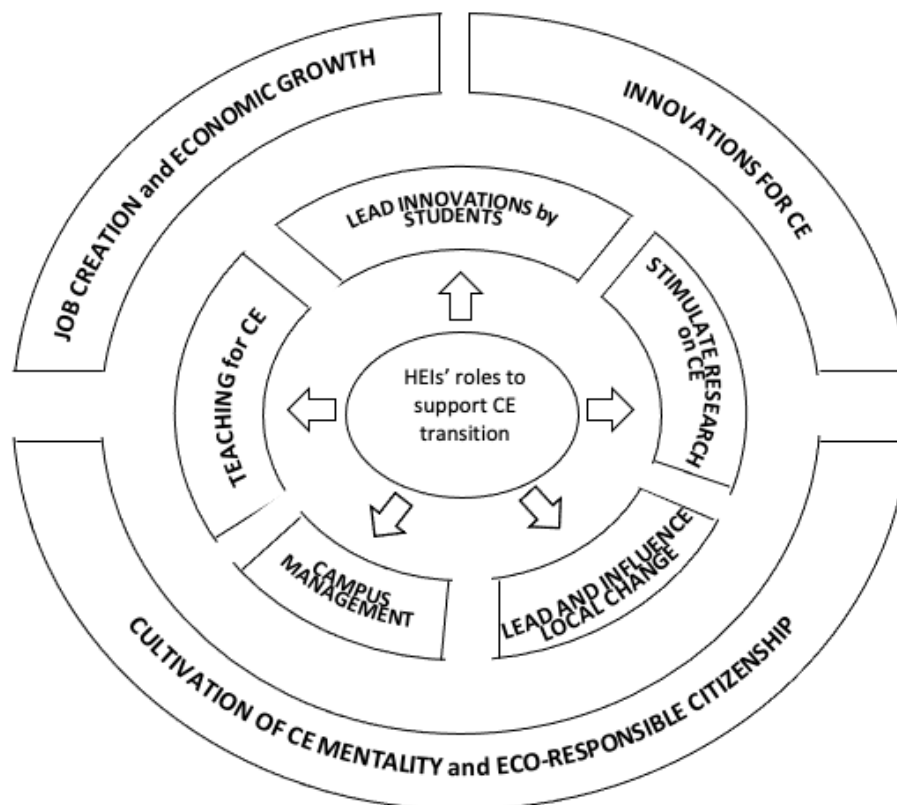 JOB CREATION and ECONOMIC GROWTH
INNOVATIONS FOR CE
LEAD INNOVATIONS by
STUDENTS
STIMULATE RESEARCH
on CE
TEACHING for CE
HEIs' roles to
support CE
transition
CAMPUS
MANAGEMENT
LEAD AND INFLUENCE
LOCAL CHANGE
CULTIVATION OF CE MENTALITY and ECO-RESPONSIBLE CITIZENSHIP